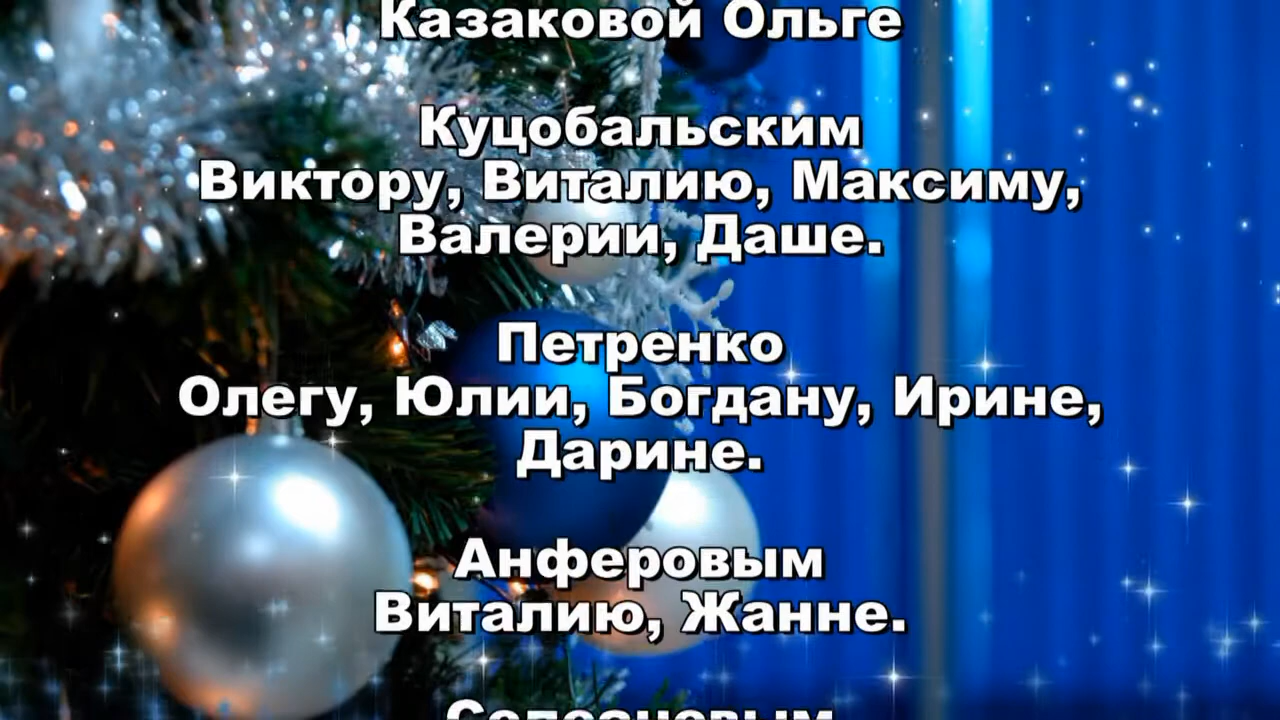 Казаковой Ольге
Куцобальским
Виктору, Виталию, Максиму,
Валерии, Даше.
Петренко
Олегу, Юлии, Богдану, Ирине,
Дарине.
Анферовым
Виталию, Жанне.